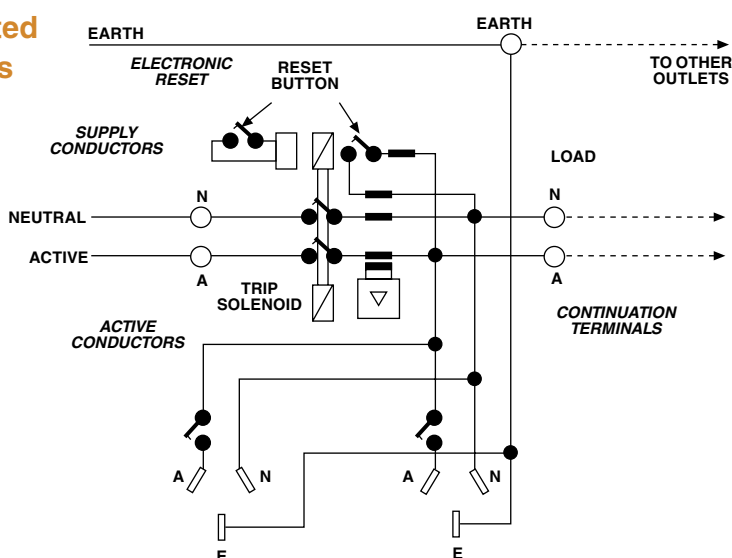 ted
s
EARTH
EARTH
ELECTRONIC
RESET
RESET
BUTTON
TO OTHER
OUTLETS
SUPPLY
CONDUCTORS
LOAD
N
N
NEUTRAL
ACTIVE
A
A
TRIP
SOLENOID
ACTIVE
CONDUCTORS
CONTINUATION
TERMINALS
A
N
A
N
E
E